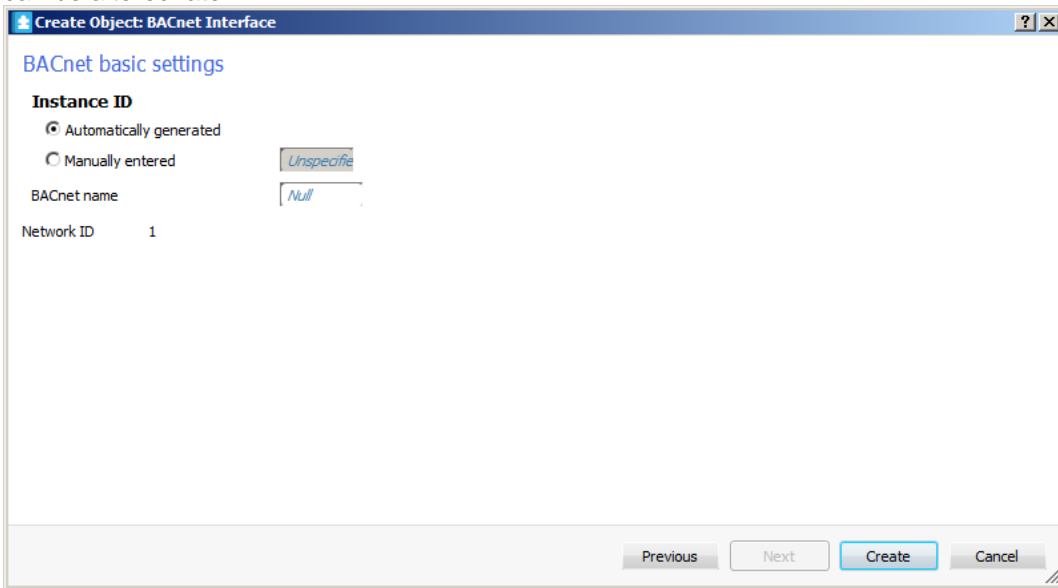 Create Object: BACnet Interface
BACnet basic settings
Instance ID
Automatically generated
Manually entered Unspecifie
BACnet name Null
Network ID 1
Previous Next Create Cancel